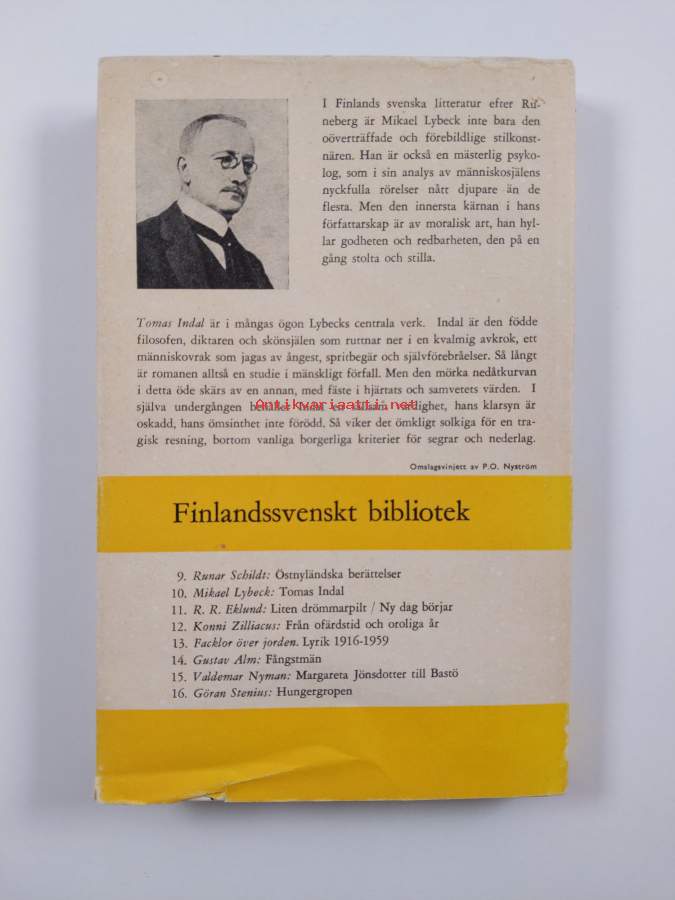 I Finlands svenska litteratur efter Ru-
neberg är Mikael Lybeck inte bara den
oöverträffade och förebildlige stilkonst-
nären. Han är också en mästerlig psyko-
log, som i sin analys av människosjälens
nyckfulla rörelser nått djupare än de
flesta. Men den innersta kärnan i hans
författarskap är av moralisk art, han hyl-
lar godheten och redbarheten, den på en
gång stolta och stilla.
Tomas Indal är i mångas ögon Lybecks centrala verk. Indal är den födde
filosofen, diktaren och skönsjälen som ruttnar ner i en kvalmig avkrok, ett
människovrak som jagas av ångest, spritbegär och självförebråelser. Så långt
är romanen alltså en studie i mänskligt förfall. Men den mörka nedåtkurvan
i detta öde skärs av en annan, med fäste i hjärtats och samvetets värden. I
själva undergången behåller Indal en sällsam värdighet, hans klarsyn är
Antikvariaatti.net
oskadd, hans ömsinthet inte förödd. Så viker det ömkligt solkiga för en tra-
gisk resning, bortom vanliga borgerliga kriterier för segrar och nederlag.
Omslagsvinjett av P.O. Nyström
Finlandssvenskt bibliotek
9. Runar Schildt: Östnyländska berättelser
10. Mikael Lybeck: Tomas Indal
11. R. R. Eklund: Liten drömmarpilt / Ny dag börjar
12. Konni Zilliacus: Från ofärdstid och oroliga år
13. Facklor över jorden. Lyrik 1916-1959
14. Gustav Alm: Fångstmän
15. Valdemar Nyman: Margareta Jönsdotter till Bastö
16. Göran Stenius: Hungergropen